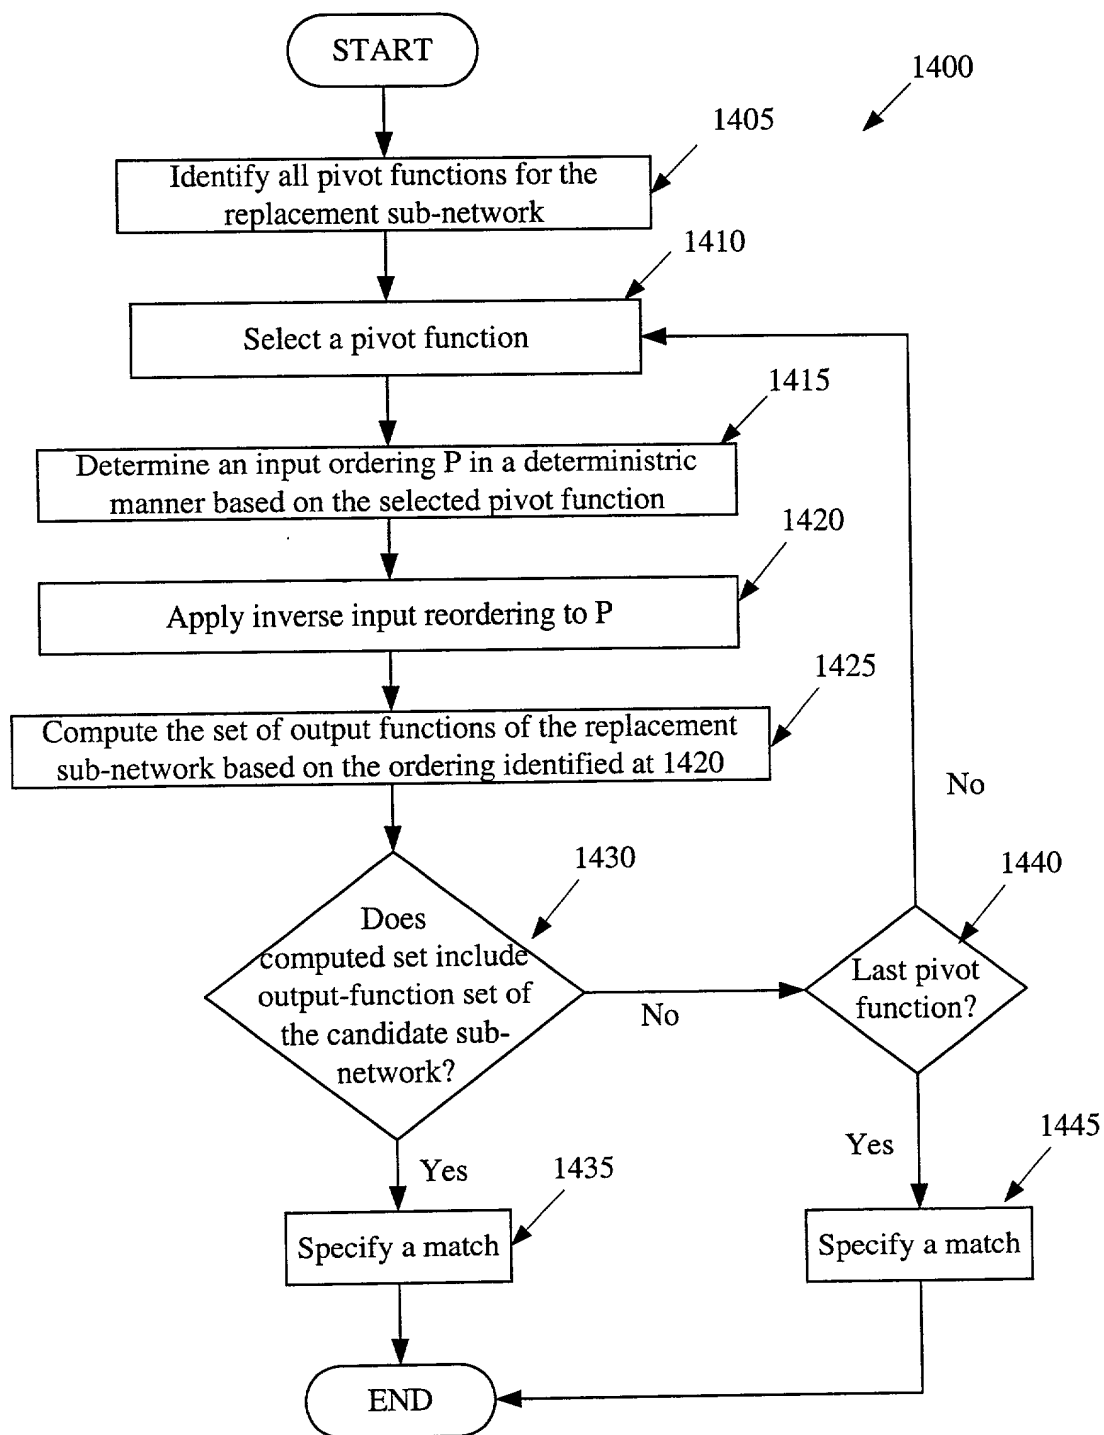 START
1400
1405
Identify all pivot functions for the
replacement sub-network
1410
Select a pivot function
1415
Determine an input ordering P in a deterministric
manner based on the selected pivot function
1420
Apply inverse input reordering to P
1425
Compute the set of output functions of the replacement
sub-network based on the ordering identified at 1420
No
1430
Does
computed set include
output-function set of
the candidate sub-
network?
No
1440
Last pivot
function?
Yes
1435
Specify a match
Yes
1445
Specify a match
END